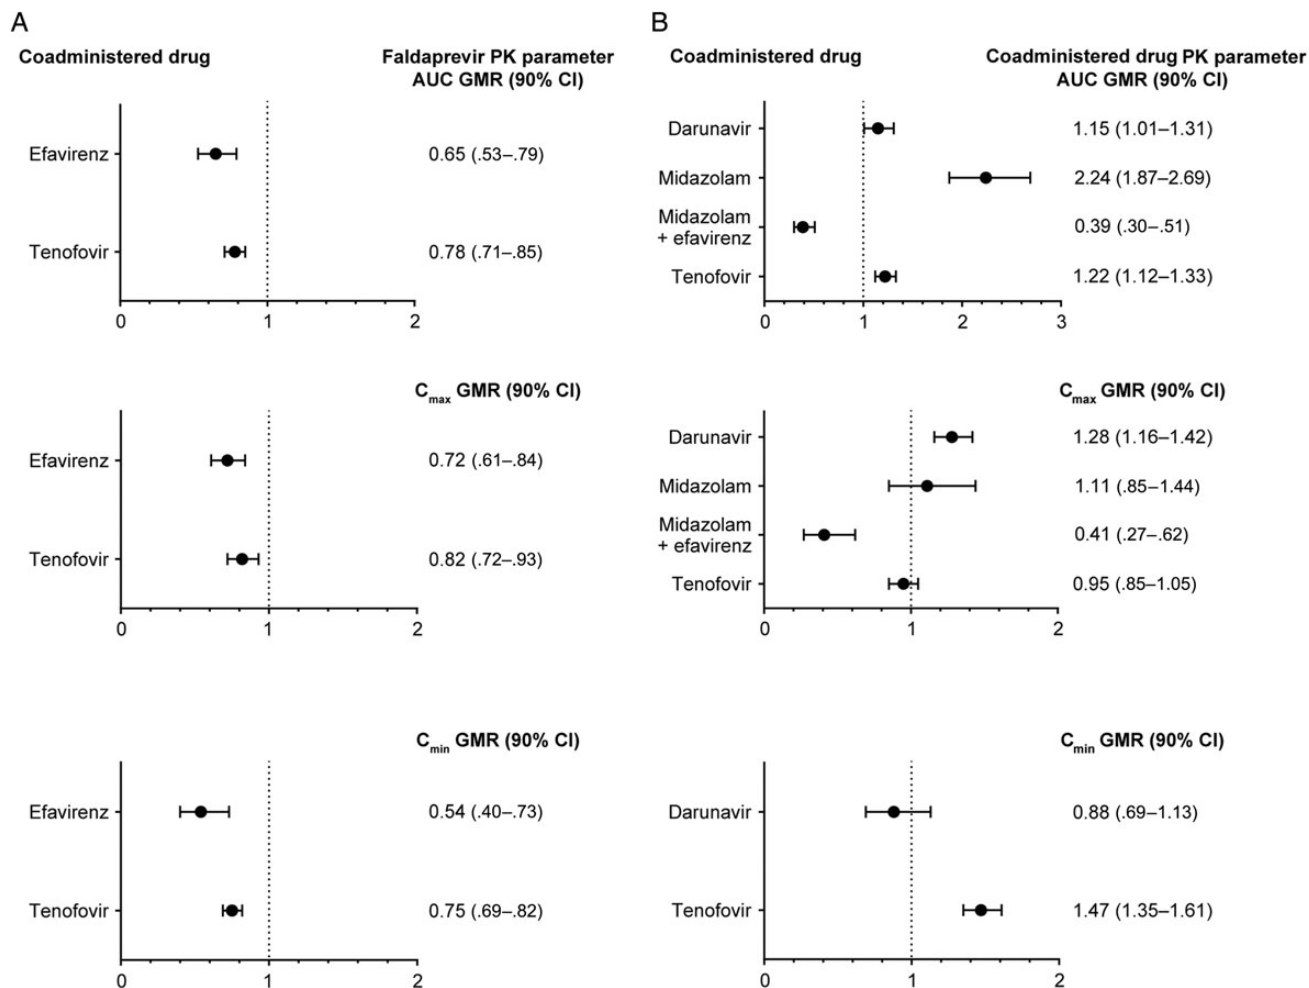 A
Coadministered drug
Faldaprevir PK parameter
AUC GMR (90% CI)
Efavirenz
0.65 (.53–.79)
Tenofovir
0.78 (.71–.85)
0 1 2
C_max GMR (90% CI)
Efavirenz
0.72 (.61–.84)
Tenofovir
0.82 (.72–.93)
0 1 2
C_min GMR (90% CI)
Efavirenz
0.54 (.40–.73)
Tenofovir
0.75 (.69–.82)
0 1 2
B
Coadministered drug
Coadministered drug PK parameter
AUC GMR (90% CI)
Darunavir
1.15 (1.01–1.31)
Midazolam
2.24 (1.87–2.69)
Midazolam
+ efavirenz
0.39 (.30–.51)
Tenofovir
1.22 (1.12–1.33)
0 1 2 3
C_max GMR (90% CI)
Darunavir
1.28 (1.16–1.42)
Midazolam
1.11 (.85–1.44)
Midazolam
+ efavirenz
0.41 (.27–.62)
Tenofovir
0.95 (.85–1.05)
0 1 2
C_min GMR (90% CI)
Darunavir
0.88 (.69–1.13)
Tenofovir
1.47 (1.35–1.61)
0 1 2